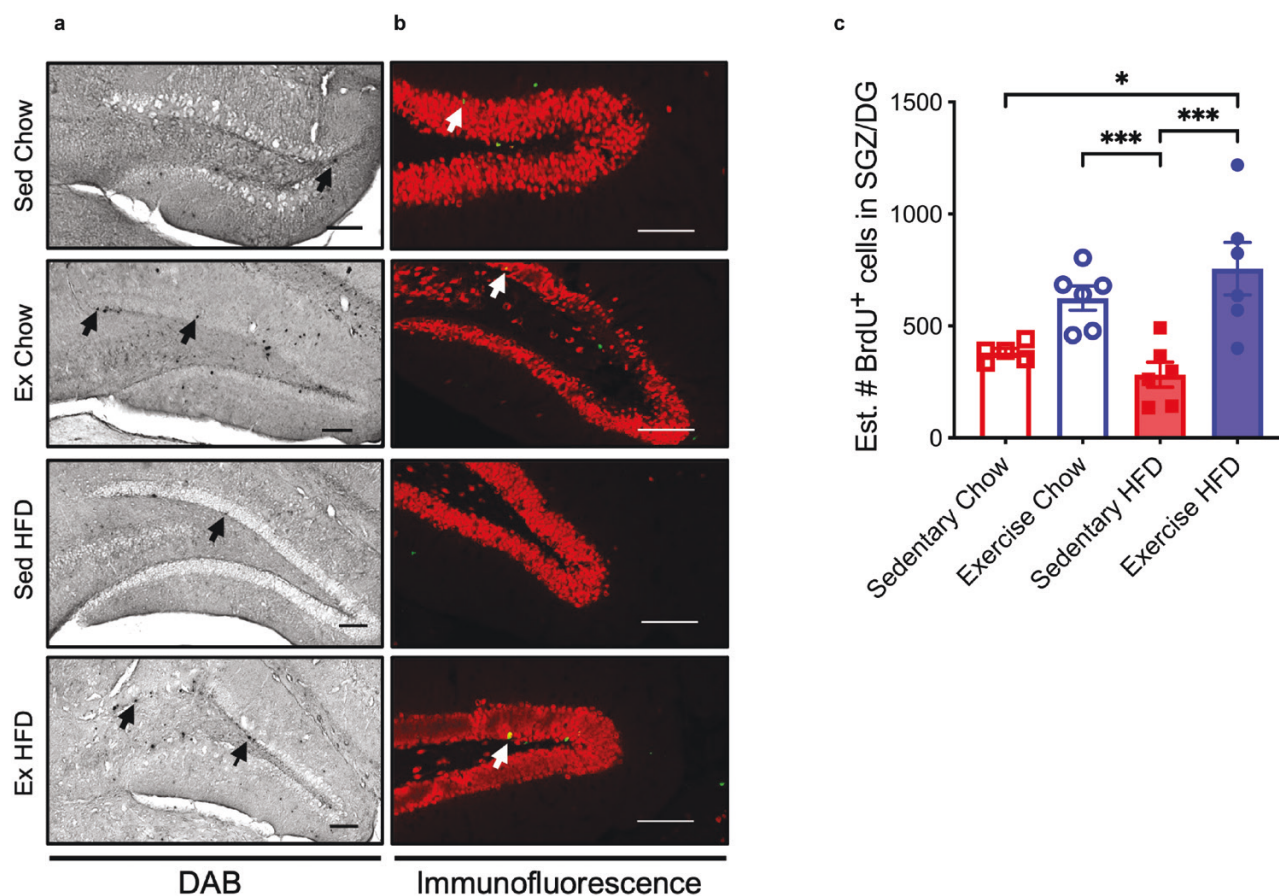 a
b
c
Sed Chow
Ex Chow
Sed HFD
Ex HFD
DAB
Immunofluorescence
Est. # BrdU+ cells in SGZ/DG
1500
1000
500
0
*
***
***
Sedentary Chow
Exercise Chow
Sedentary HFD
Exercise HFD